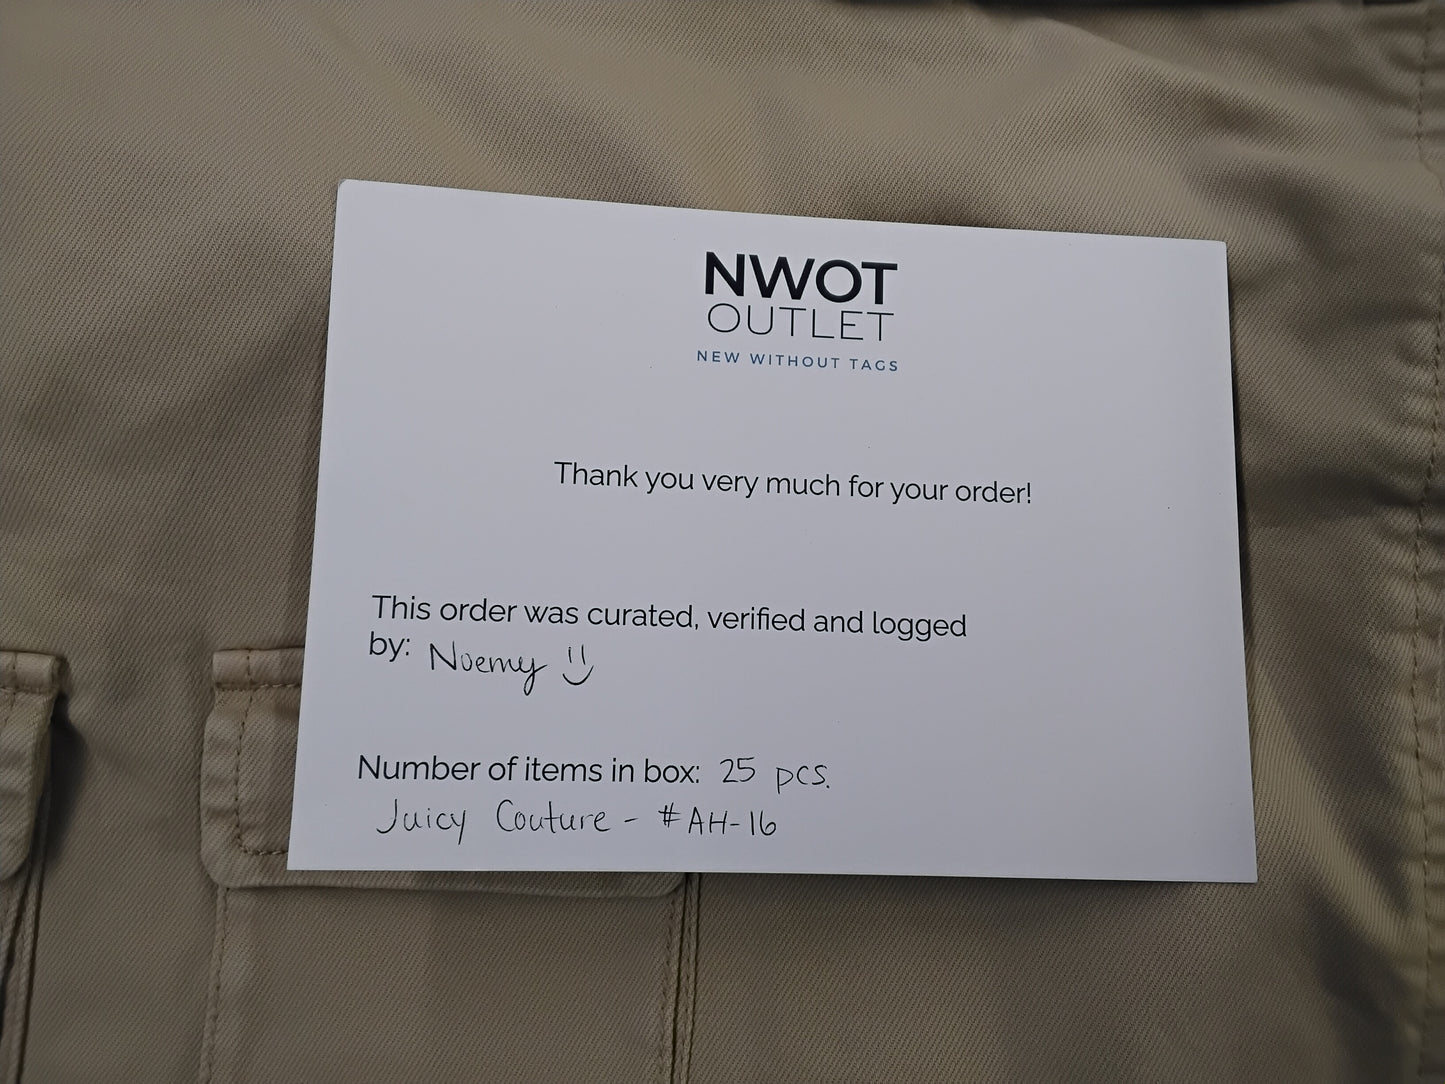 NWOT
OUTLET
NEW WITHOUT TAGS
Thank you very much for your order!
This order was curated, verified and logged
by: Noemy
Number of items in box: 25 pcs.
Juicy Couture - #AH-16